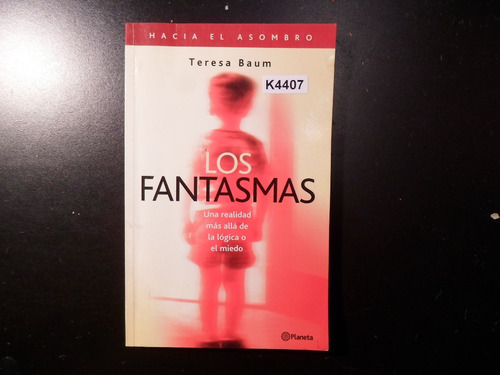 HACIA EL ASOMBRO
Teresa Baum
K4407
LOS
FANTASMAS
Una realidad
más allá de
la lógica o
el miedo
Planeta